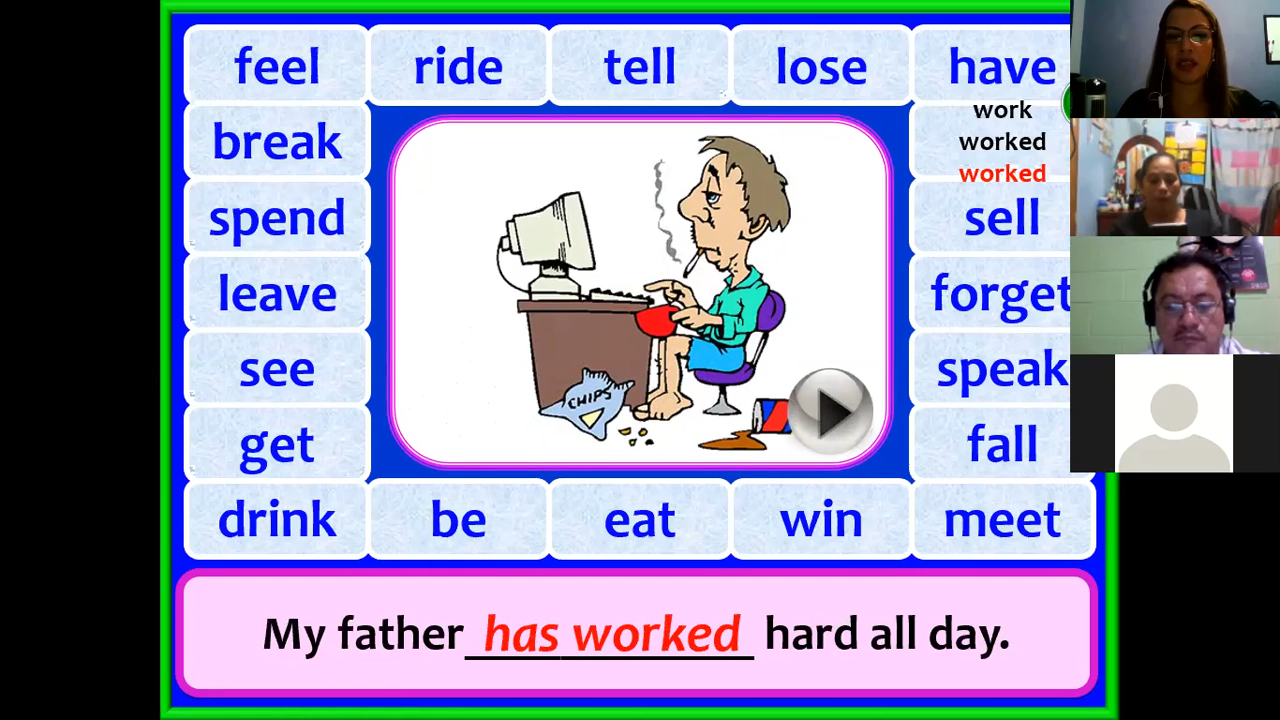 feel ride tell lose have
break
work
worked
worked
spend sell
leave forget
see speak
get fall
drink be eat win meet
CHIPS
My father has worked hard all day.